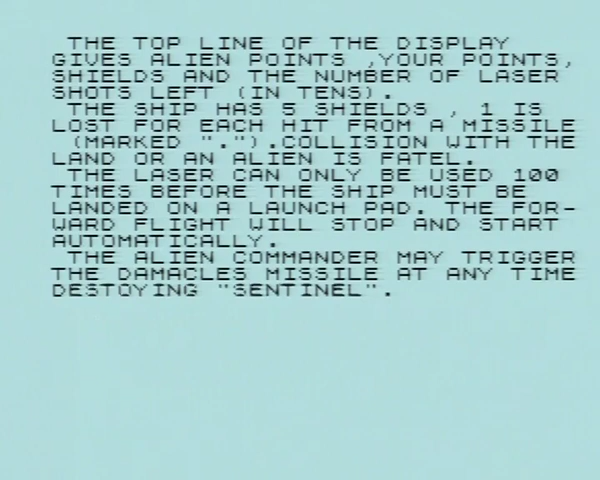 THE TOP LINE OF THE DISPLAY
GIVES ALIEN POINTS ,YOUR POINTS,
SHIELDS AND THE NUMBER OF LASER
SHOTS LEFT (IN TENS).
THE SHIP HAS 5 SHIELDS , 1 IS
LOST FOR EACH HIT FROM A MISSILE
(MARKED ".").COLLISION WITH THE
LAND OR AN ALIEN IS FATEL.
THE LASER CAN ONLY BE USED 100
TIMES BEFORE THE SHIP MUST BE
LANDED ON A LAUNCH PAD. THE FOR-
WARD FLIGHT WILL STOP AND START
AUTOMATICALLY.
THE ALIEN COMMANDER MAY TRIGGER
THE DAMACLES MISSILE AT ANY TIME
DESTOYING "SENTINEL".